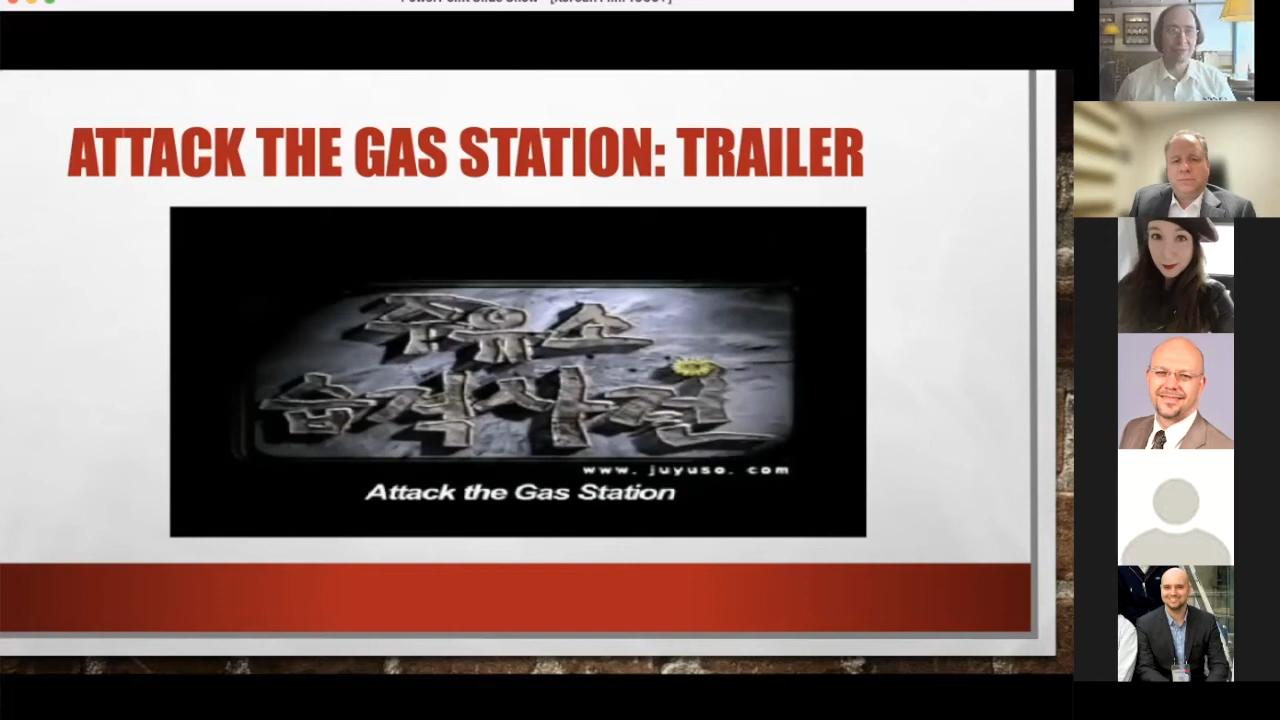 ATTACK THE GAS STATION: TRAILER
주유소
습격사건
www. juyuso. com
Attack the Gas Station